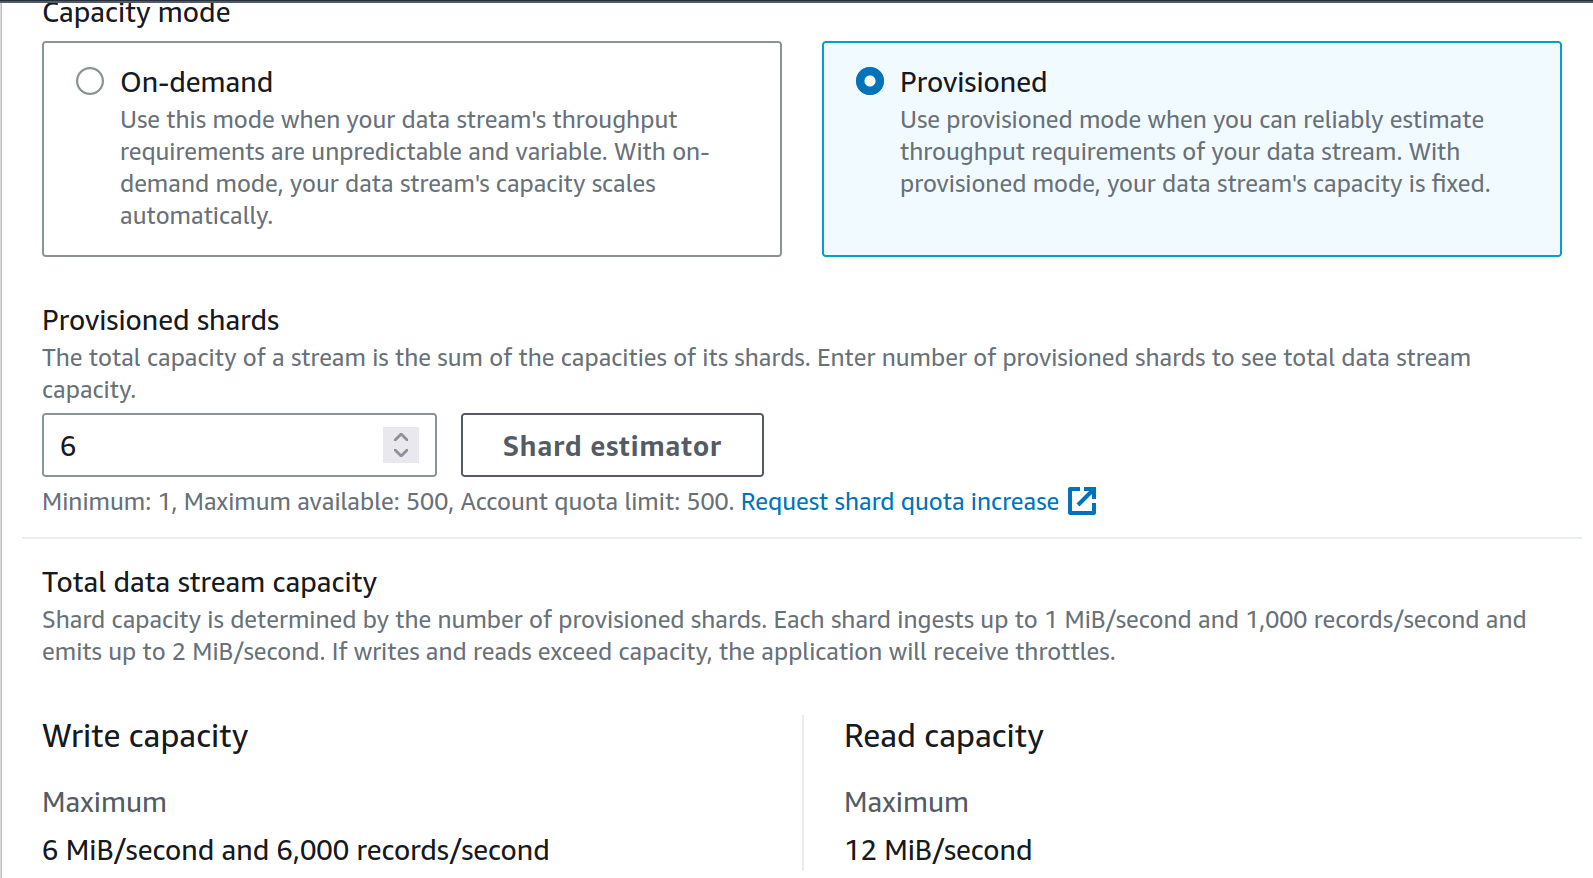 Capacity mode
On-demand
Use this mode when your data stream's throughput
requirements are unpredictable and variable. With on-
demand mode, your data stream's capacity scales
automatically.
Provisioned
Use provisioned mode when you can reliably estimate
throughput requirements of your data stream. With
provisioned mode, your data stream's capacity is fixed.
Provisioned shards
The total capacity of a stream is the sum of the capacities of its shards. Enter number of provisioned shards to see total data stream
capacity.
6
Shard estimator
Minimum: 1, Maximum available: 500, Account quota limit: 500. Request shard quota increase
Total data stream capacity
Shard capacity is determined by the number of provisioned shards. Each shard ingests up to 1 MiB/second and 1,000 records/second and
emits up to 2 MiB/second. If writes and reads exceed capacity, the application will receive throttles.
Write capacity
Maximum
6 MiB/second and 6,000 records/second
Read capacity
Maximum
12 MiB/second